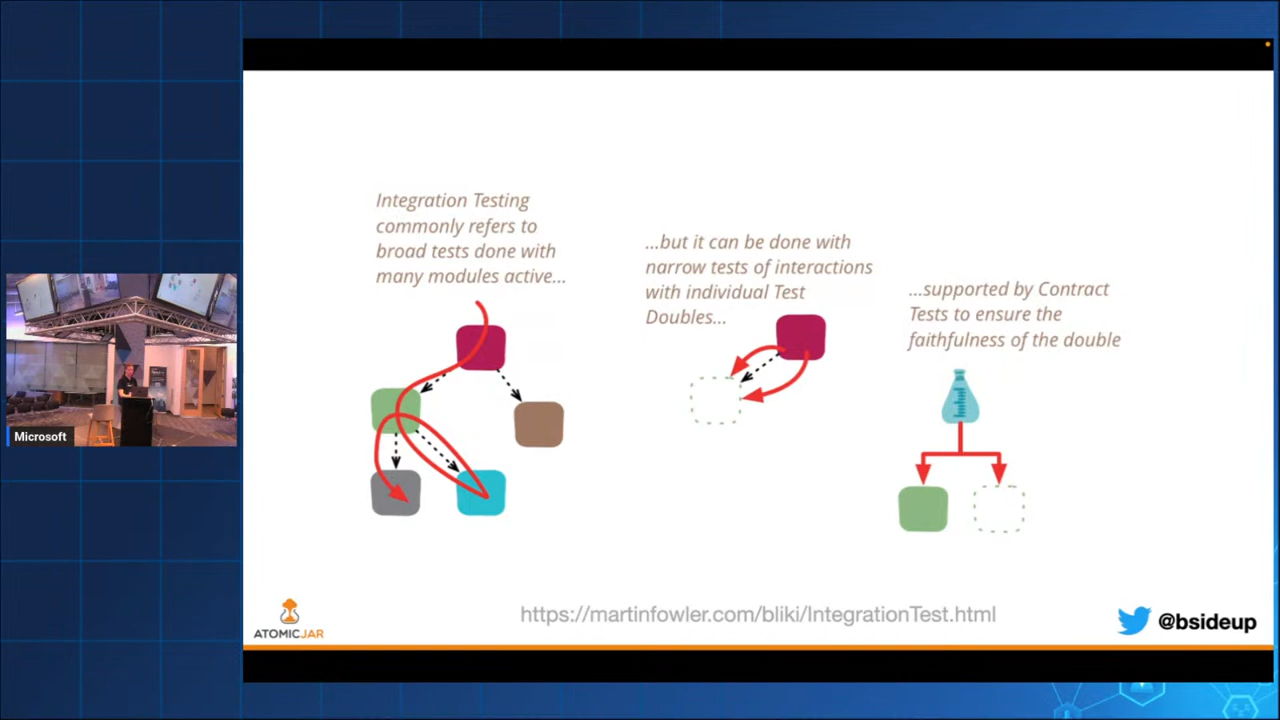 Integration Testing
commonly refers to
broad tests done with
many modules active...
...but it can be done with
narrow tests of interactions
with individual Test
Doubles...
...supported by Contract
Tests to ensure the
faithfulness of the double
Microsoft
ATOMICJAR
https://martinfowler.com/bliki/IntegrationTest.html
@bsideup